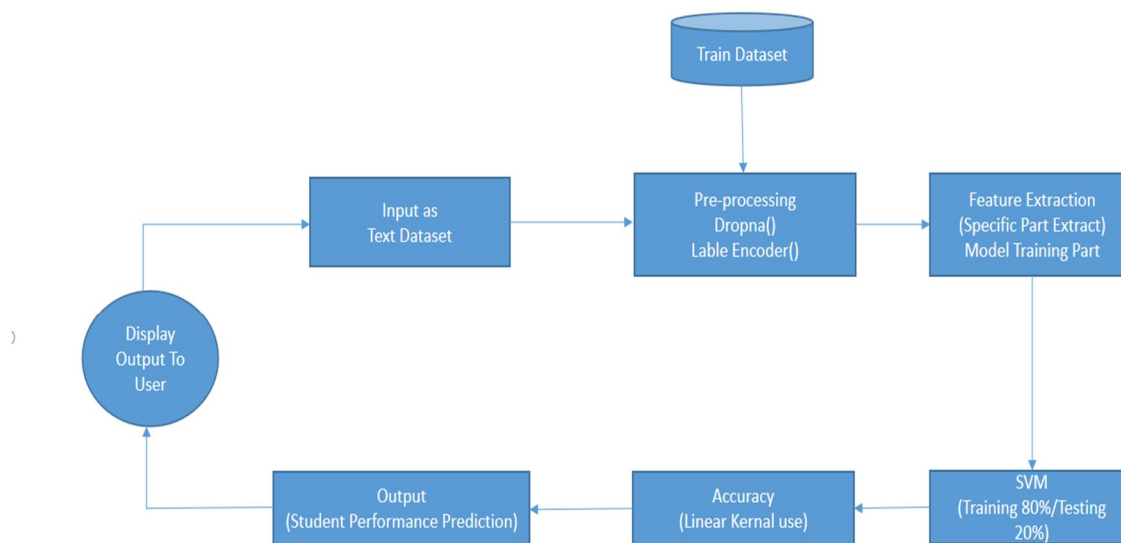 Train Dataset
Input as
Text Dataset
Pre-processing
Dropna()
Lable Encoder()
Feature Extraction
(Specific Part Extract)
Model Training Part
Display
Output To
User
)
Output
(Student Performance Prediction)
Accuracy
(Linear Kernal use)
SVM
(Training 80%/Testing
20%)